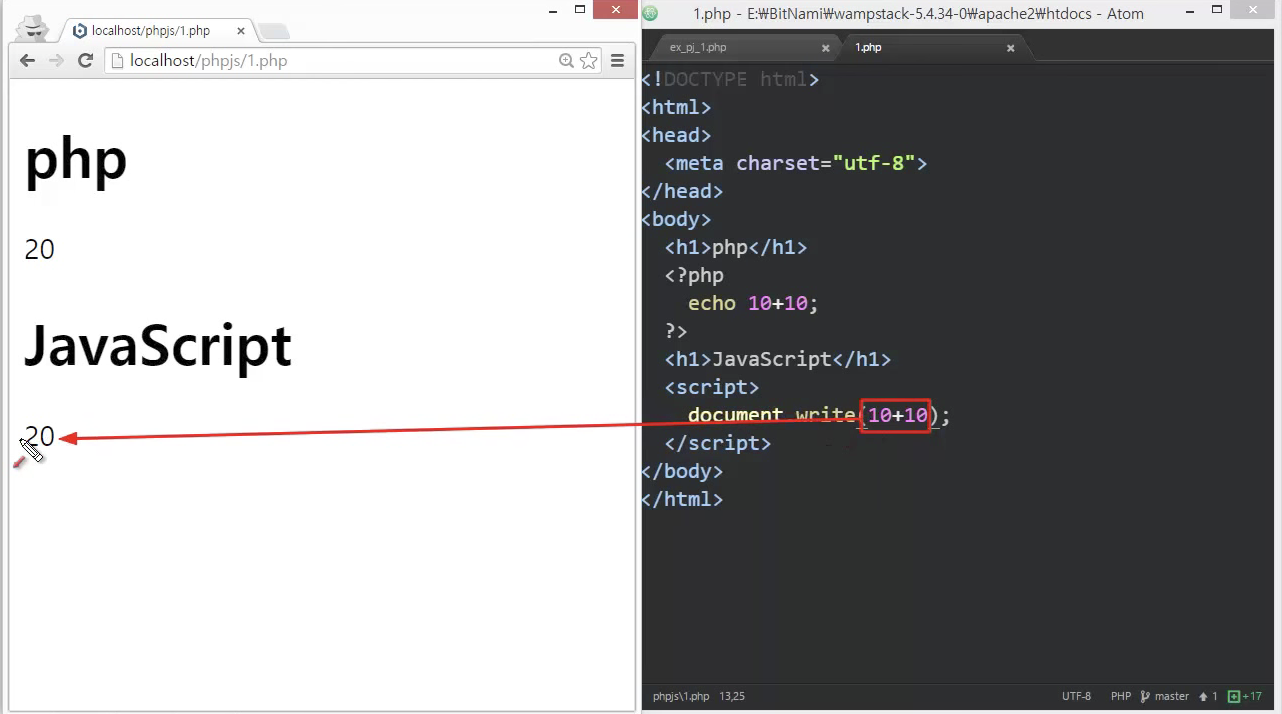 localhost/phpjs/1.php
localhost/phpjs/1.php
php
20
JavaScript
20
1.php - E:₩BitNami₩wampstack-5.4.34-0₩apache2₩htdocs - Atom
ex_pj_1.php
1.php
<!DOCTYPE html>
<html>
<head>
<meta charset="utf-8">
</head>
<body>
<h1>php</h1>
<?php
echo 10+10;
?>
<h1>JavaScript</h1>
<script>
document.write(10+10);
</script>
</body>
</html>
phpjs\1.php 13,25 UTF-8 PHP master 1 +17